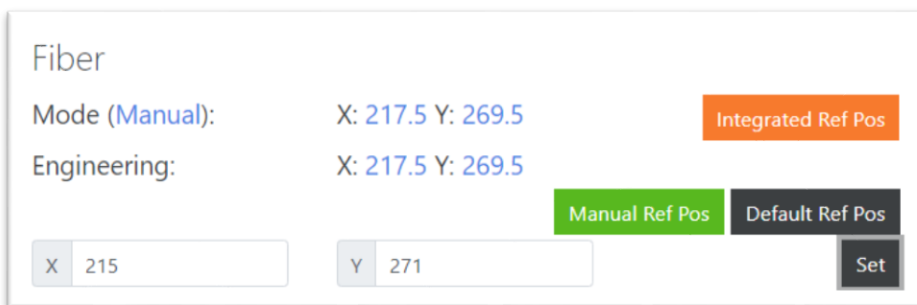 Fiber
Mode (Manual): X: 217.5 Y: 269.5 Integrated Ref Pos
Engineering: X: 217.5 Y: 269.5
Manual Ref Pos Default Ref Pos
X 215 Y 271 Set